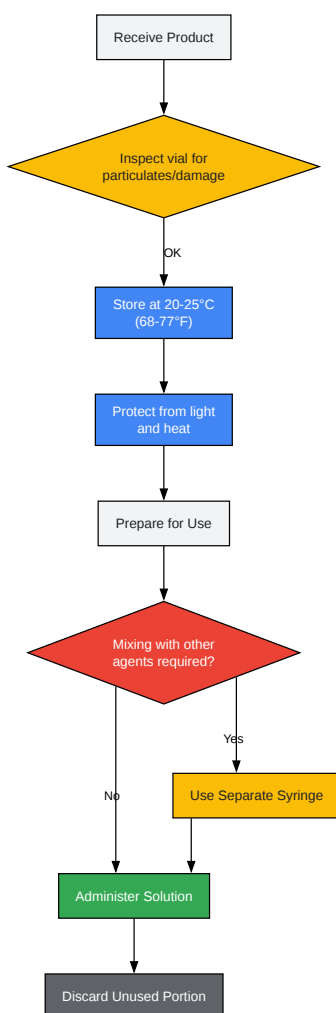 Receive Product
Inspect vial for
particulates/damage
OK
Store at 20-25°C
(68-77°F)
Protect from light
and heat
Prepare for Use
Mixing with other
agents required?
Yes
Use Separate Syringe
No
Administer Solution
Discard Unused Portion